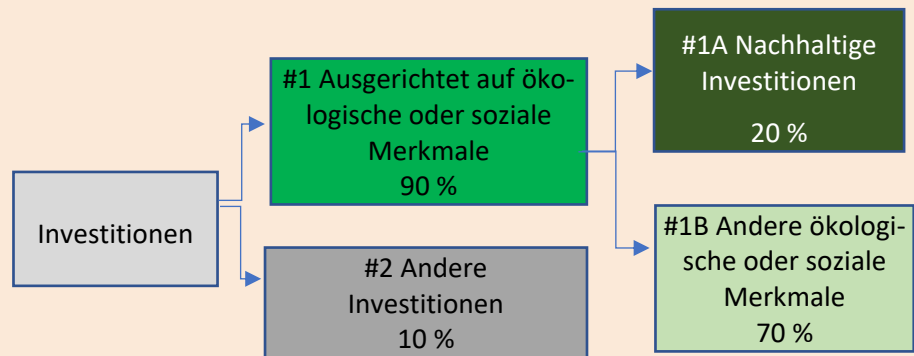 Investitionen
#1 Ausgerichtet auf öko-
logische oder soziale
Merkmale
90 %
#2 Andere
Investitionen
10 %
#1A Nachhaltige
Investitionen
20 %
#1B Andere ökologi-
sche oder soziale
Merkmale
70 %